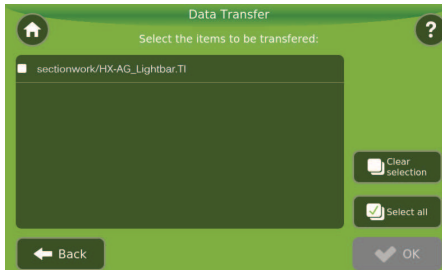 Data Transfer
Select the items to be transfered:
?
sectionwork/HX-AG_Lightbar.TI
Clear
selection
Select all
Back
OK